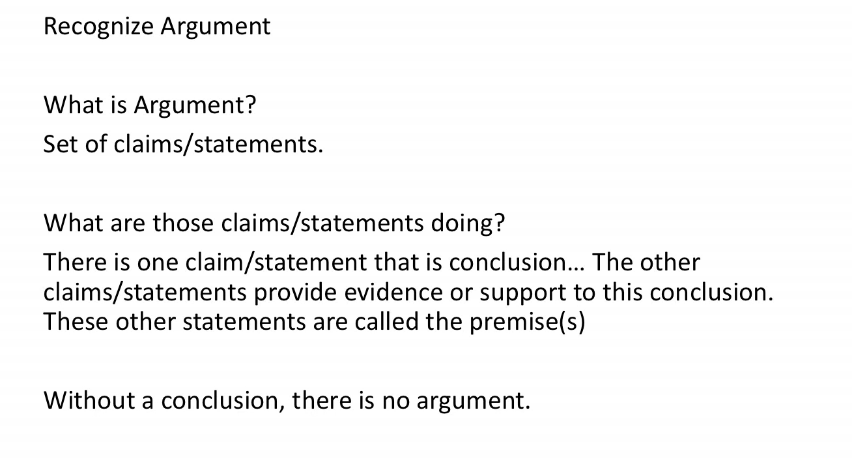 Recognize Argument
What is Argument?
Set of claims/statements.
What are those claims/statements doing?
There is one claim/statement that is conclusion... The other
claims/statements provide evidence or support to this conclusion.
These other statements are called the premise(s)
Without a conclusion, there is no argument.